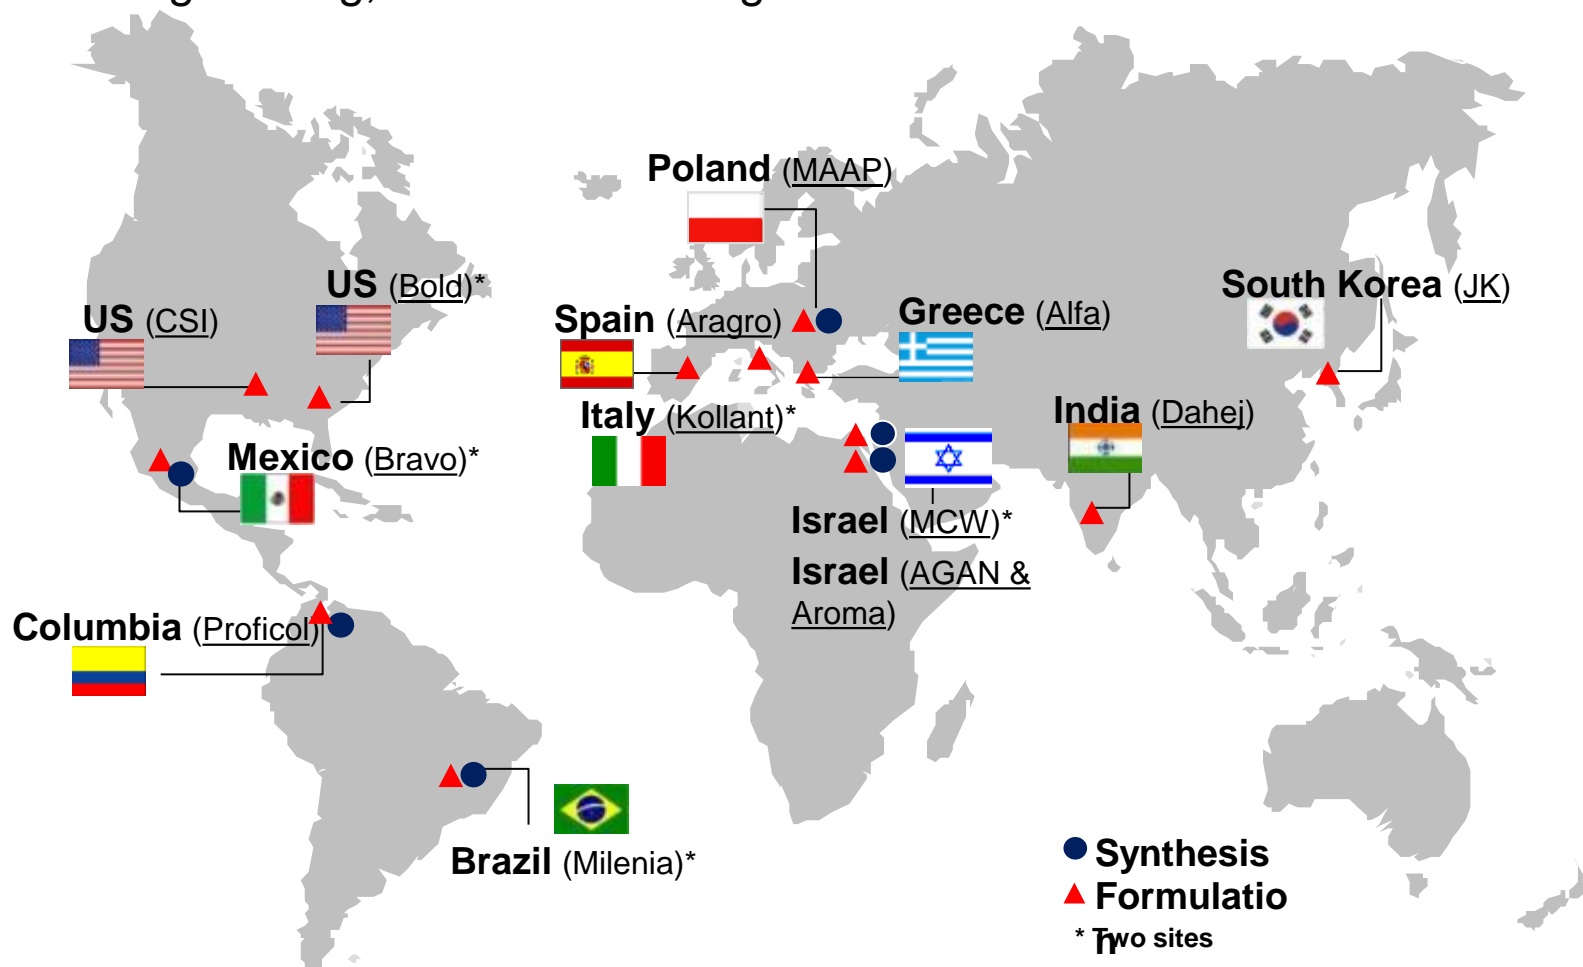 Poland (MAAP)
US (Bold)*
South Korea (JK)
US (CSI)
Spain (Aragro)
Greece (Alfa)
Italy (Kollant)*
India (Dahej)
Mexico (Bravo)*
Israel (MCW)*
Israel (AGAN &
Aroma)
Columbia (Proficol)
Brazil (Milenia)*
Synthesis
Formulatio
n
* Two sites